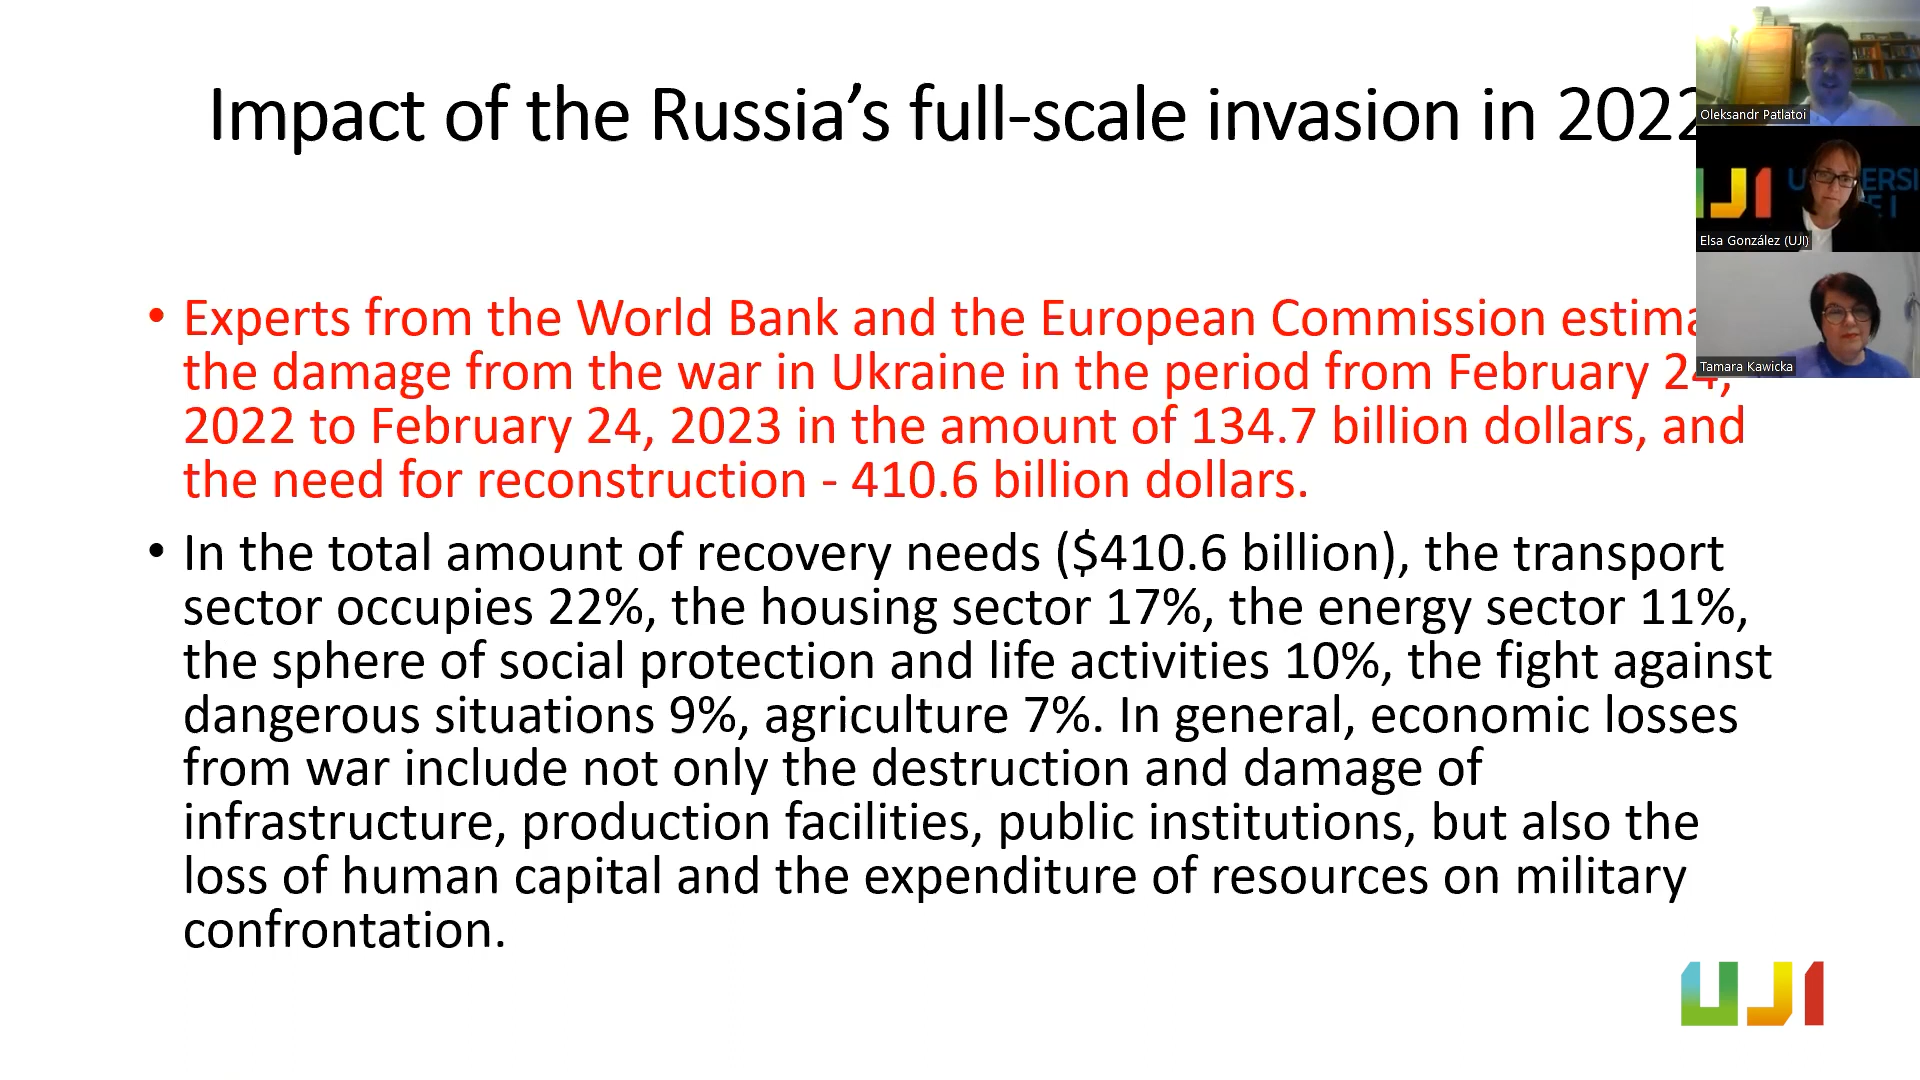 Impact of the Russia’s full-scale invasion in 2022
• Experts from the World Bank and the European Commission
the damage from the war in Ukraine in the period from February 24,
2022 to February 24, 2023 in the amount of 134.7 billion dollars, and
the need for reconstruction - 410.6 billion dollars.
• In the total amount of recovery needs ($410.6 billion), the transport
sector occupies 22%, the housing sector 17%, the energy sector 11%,
the sphere of social protection and life activities 10%, the fight against
dangerous situations 9%, agriculture 7%. In general, economic losses
from war include not only the destruction and damage of
infrastructure, production facilities, public institutions, but also the
loss of human capital and the expenditure of resources on military
confrontation.
Oleksandr Patlatoi
UJI
Elsa González (UJI)
Tamara Kawicka
UJI